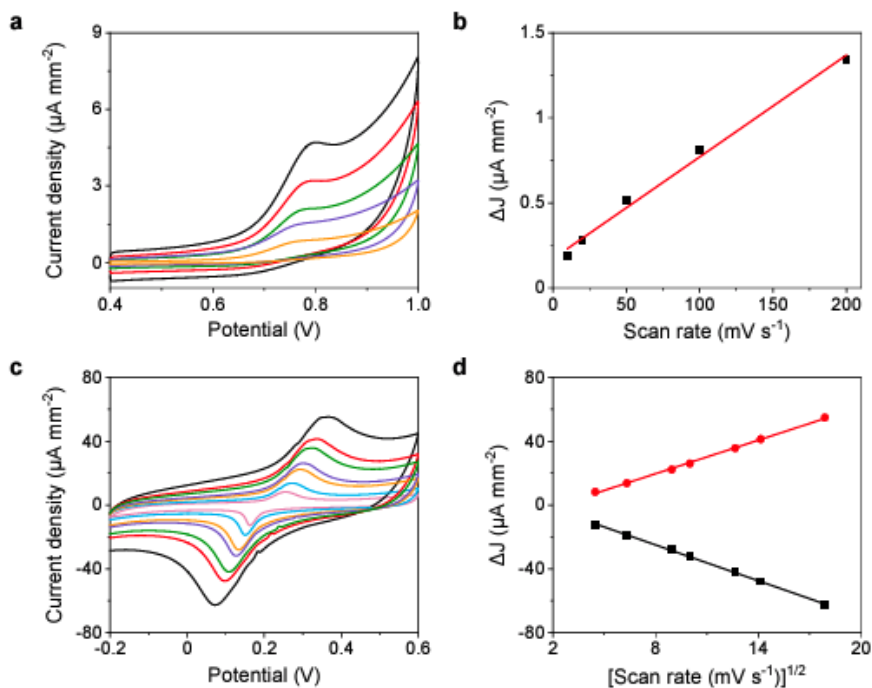 a
Current density (µA mm⁻²)
9
6
3
0
0.4 0.6 0.8 1.0
Potential (V)
b
ΔJ (µA mm⁻²)
1.5
1
0.5
0
0 50 100 150 200
Scan rate (mV s⁻¹)
c
Current density (µA mm⁻²)
80
40
0
-40
-80
-0.2 0 0.2 0.4 0.6
Potential (V)
d
ΔJ (µA mm⁻²)
80
40
0
-40
-80
2 8 14 20
[Scan rate (mV s⁻¹)]¹/²